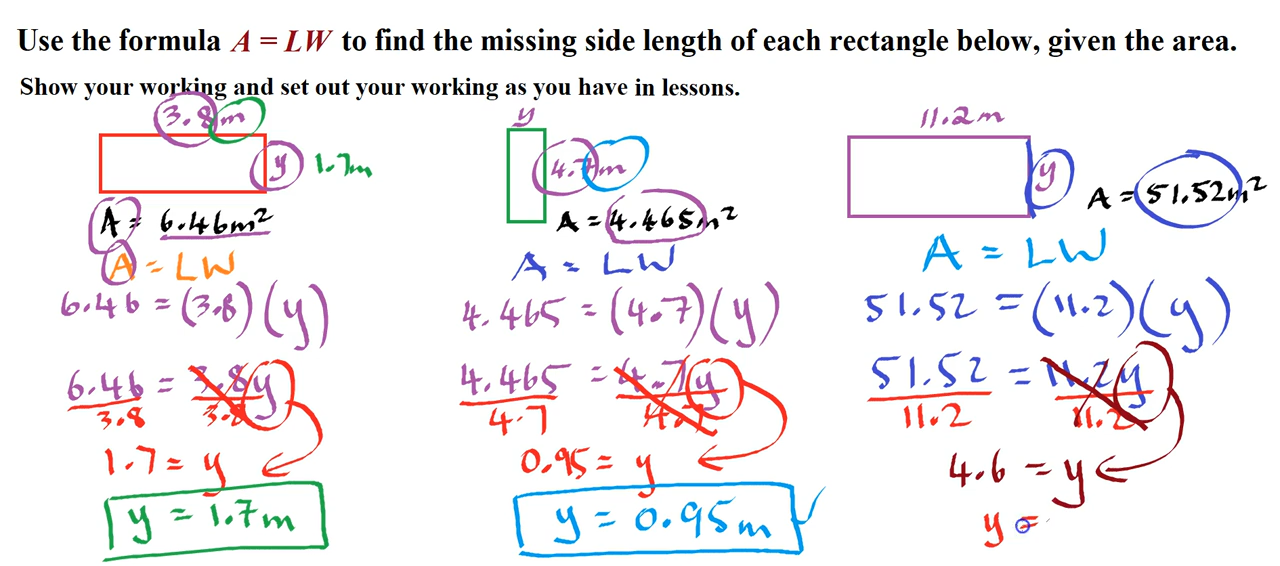 Use the formula A = LW to find the missing side length of each rectangle below, given the area.
Show your working and set out your working as you have in lessons.
3.8m
y 1.7m
A = 6.46m²
A = LW
6.46 = (3.8)(y)
6.46 = 3.8y
3.8 3.8
1.7 = y
y = 1.7m
y
4.7m
A = 4.465m²
A = LW
4.465 = (4.7)(y)
4.465 = 4.7y
4.7 4.7
0.95 = y
y = 0.95m
11.2m
y
A = 51.52m²
A = LW
51.52 = (11.2)(y)
51.52 = 11.2y
11.2 11.2
4.6 = y
y =